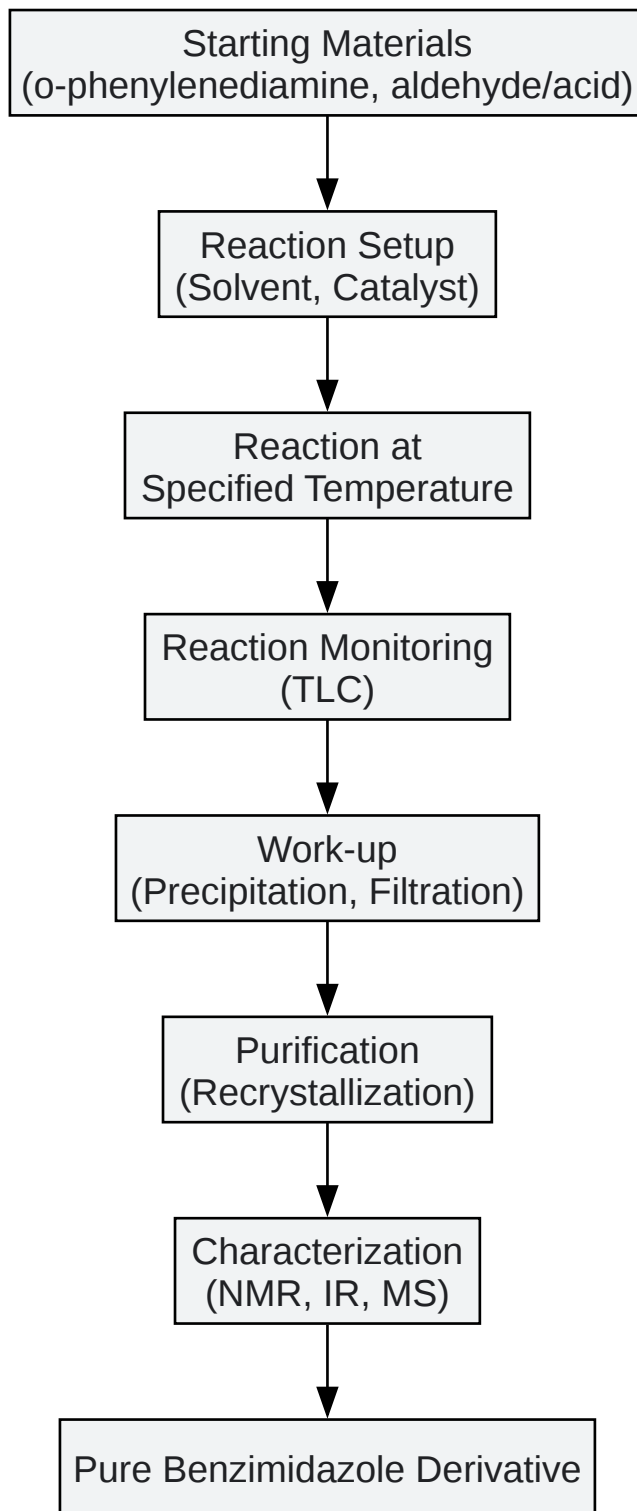 Starting Materials
(o-phenylenediamine, aldehyde/acid)
Reaction Setup
(Solvent, Catalyst)
Reaction at
Specified Temperature
Reaction Monitoring
(TLC)
Work-up
(Precipitation, Filtration)
Purification
(Recrystallization)
Characterization
(NMR, IR, MS)
Pure Benzimidazole Derivative